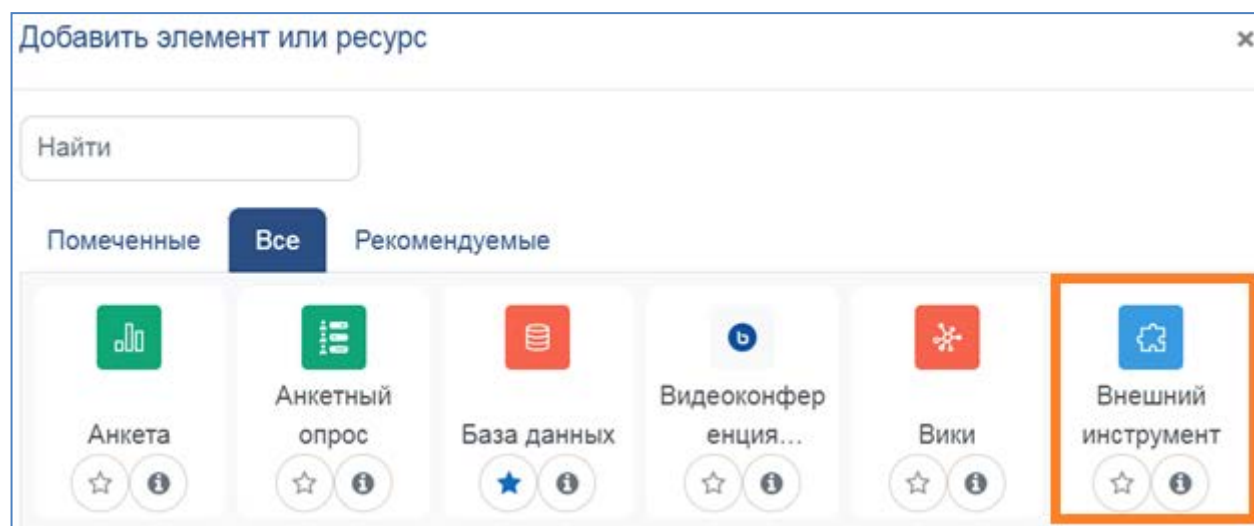 Добавить элемент или ресурс
Найти
Помеченные Все Рекомендуемые
Анкета
Анкетный
опрос
База данных
Видеоконфер
енция...
Вики
Внешний
инструмент